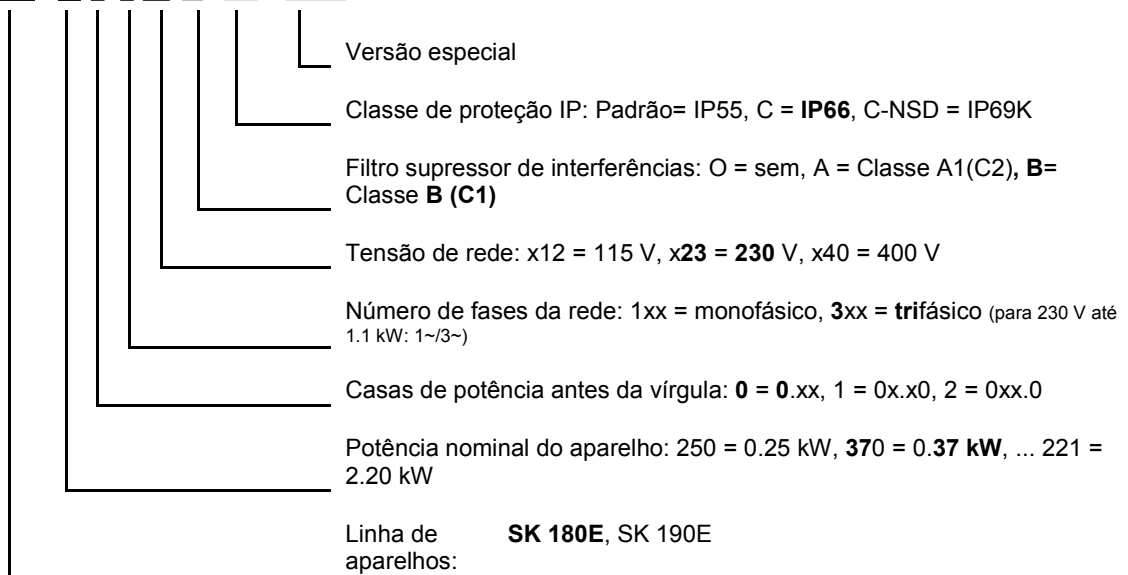 Versão especial
Classe de proteção IP: Padrão= IP55, C = IP66, C-NSD = IP69K
Filtro supressor de interferências: O = sem, A = Classe A1(C2), B=
Classe B (C1)
Tensão de rede: x12 = 115 V, x23 = 230 V, x40 = 400 V
Número de fases da rede: 1xx = monofásico, 3xx = trifásico (para 230 V até
1.1 kW: 1~/3~)
Casas de potência antes da vírgula: 0 = 0.xx, 1 = 0x.x0, 2 = 0xx.0
Potência nominal do aparelho: 250 = 0.25 kW, 370 = 0.37 kW, ... 221 =
2.20 kW
Linha de SK 180E, SK 190E
aparelhos: